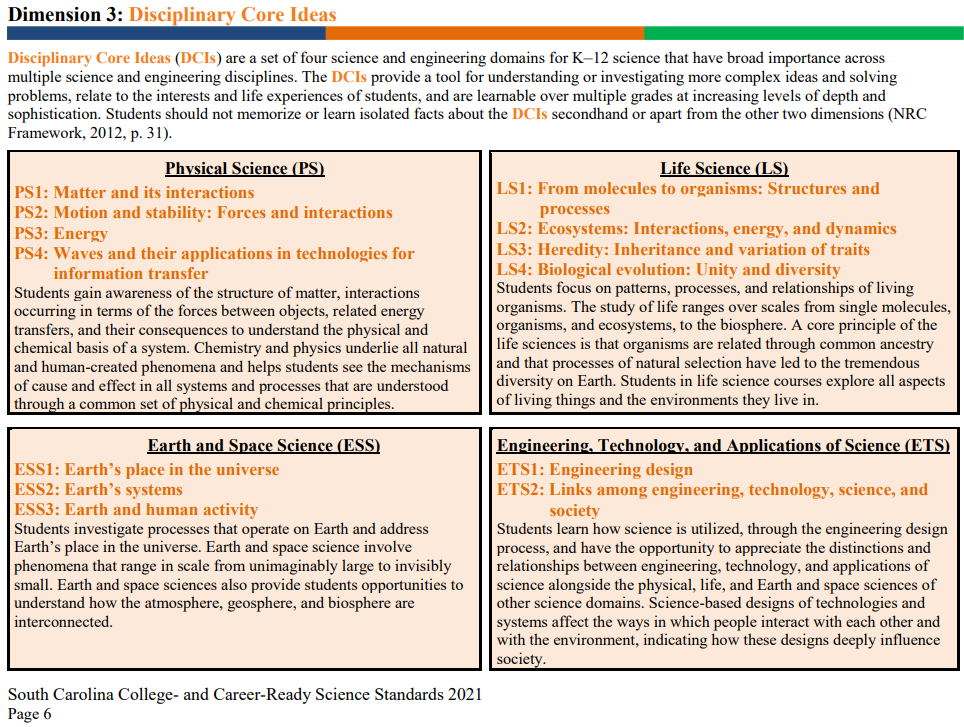 Dimension 3: Disciplinary Core Ideas
Disciplinary Core Ideas (DCIs) are a set of four science and engineering domains for K–12 science that have broad importance across
multiple science and engineering disciplines. The DCIs provide a tool for understanding or investigating more complex ideas and solving
problems, relate to the interests and life experiences of students, and are learnable over multiple grades at increasing levels of depth and
sophistication. Students should not memorize or learn isolated facts about the DCIs secondhand or apart from the other two dimensions (NRC
Framework, 2012, p. 31).
Physical Science (PS)
PS1: Matter and its interactions
PS2: Motion and stability: Forces and interactions
PS3: Energy
PS4: Waves and their applications in technologies for
information transfer
Students gain awareness of the structure of matter, interactions
occurring in terms of the forces between objects, related energy
transfers, and their consequences to understand the physical and
chemical basis of a system. Chemistry and physics underlie all natural
and human-created phenomena and helps students see the mechanisms
of cause and effect in all systems and processes that are understood
through a common set of physical and chemical principles.
Life Science (LS)
LS1: From molecules to organisms: Structures and
processes
LS2: Ecosystems: Interactions, energy, and dynamics
LS3: Heredity: Inheritance and variation of traits
LS4: Biological evolution: Unity and diversity
Students focus on patterns, processes, and relationships of living
organisms. The study of life ranges over scales from single molecules,
organisms, and ecosystems, to the biosphere. A core principle of the
life sciences is that organisms are related through common ancestry
and that processes of natural selection have led to the tremendous
diversity on Earth. Students in life science courses explore all aspects
of living things and the environments they live in.
Earth and Space Science (ESS)
ESS1: Earth's place in the universe
ESS2: Earth's systems
ESS3: Earth and human activity
Students investigate processes that operate on Earth and address
Earth's place in the universe. Earth and space science involve
phenomena that range in scale from unimaginably large to invisibly
small. Earth and space sciences also provide students opportunities to
understand how the atmosphere, geosphere, and biosphere are
interconnected.
Engineering, Technology, and Applications of Science (ETS)
ETS1: Engineering design
ETS2: Links among engineering, technology, science, and
society
Students learn how science is utilized, through the engineering design
process, and have the opportunity to appreciate the distinctions and
relationships between engineering, technology, and applications of
science alongside the physical, life, and Earth and space sciences of
other science domains. Science-based designs of technologies and
systems affect the ways in which people interact with each other and
with the environment, indicating how these designs deeply influence
society.
South Carolina College- and Career-Ready Science Standards 2021
Page 6